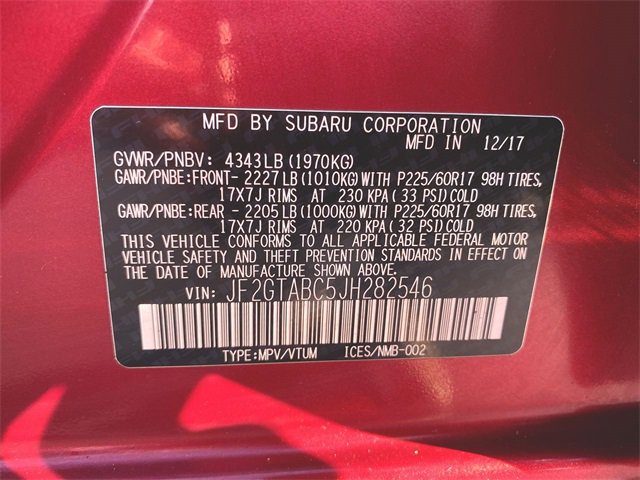 MFD BY SUBARU CORPORATION
MFD IN 12/17
GVWR/PNBV: 4343LB(1970KG)
GAWR/PNBE:FRONT-2227LB(1010KG)WITH P225/60R17 98H TIRES,
17X7J RIMS AT 230 KPA(33 PSI)COLD
GAWR/PNBE:REAR -2205LB(1000KG)WITH P225/60R17 98H TIRES,
17X7J RIMS AT 220 KPA(32 PSI)COLD
THIS VEHICLE CONFORMS TO ALL APPLICABLE FEDERAL MOTOR
VEHICLE SAFETY AND THEFT PREVENTION STANDARDS IN EFFECT
ON THE DATE OF MANUFACTURE SHOWN ABOVE.
VIN: JF2GTABC5JH282546
TYPE:MPV/VTUM ICES/NMB-002